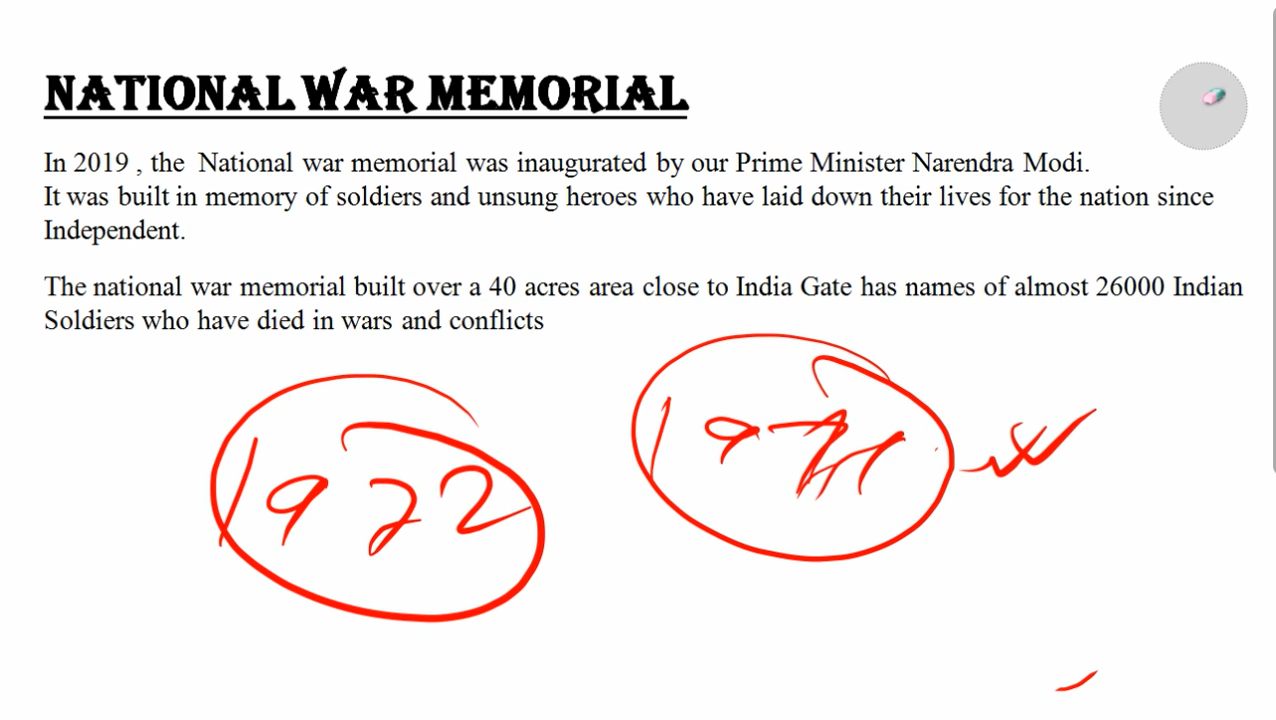 NATIONAL WAR MEMORIAL
In 2019 , the National war memorial was inaugurated by our Prime Minister Narendra Modi.
It was built in memory of soldiers and unsung heroes who have laid down their lives for the nation since
Independent.
The national war memorial built over a 40 acres area close to India Gate has names of almost 26000 Indian
Soldiers who have died in wars and conflicts
1922